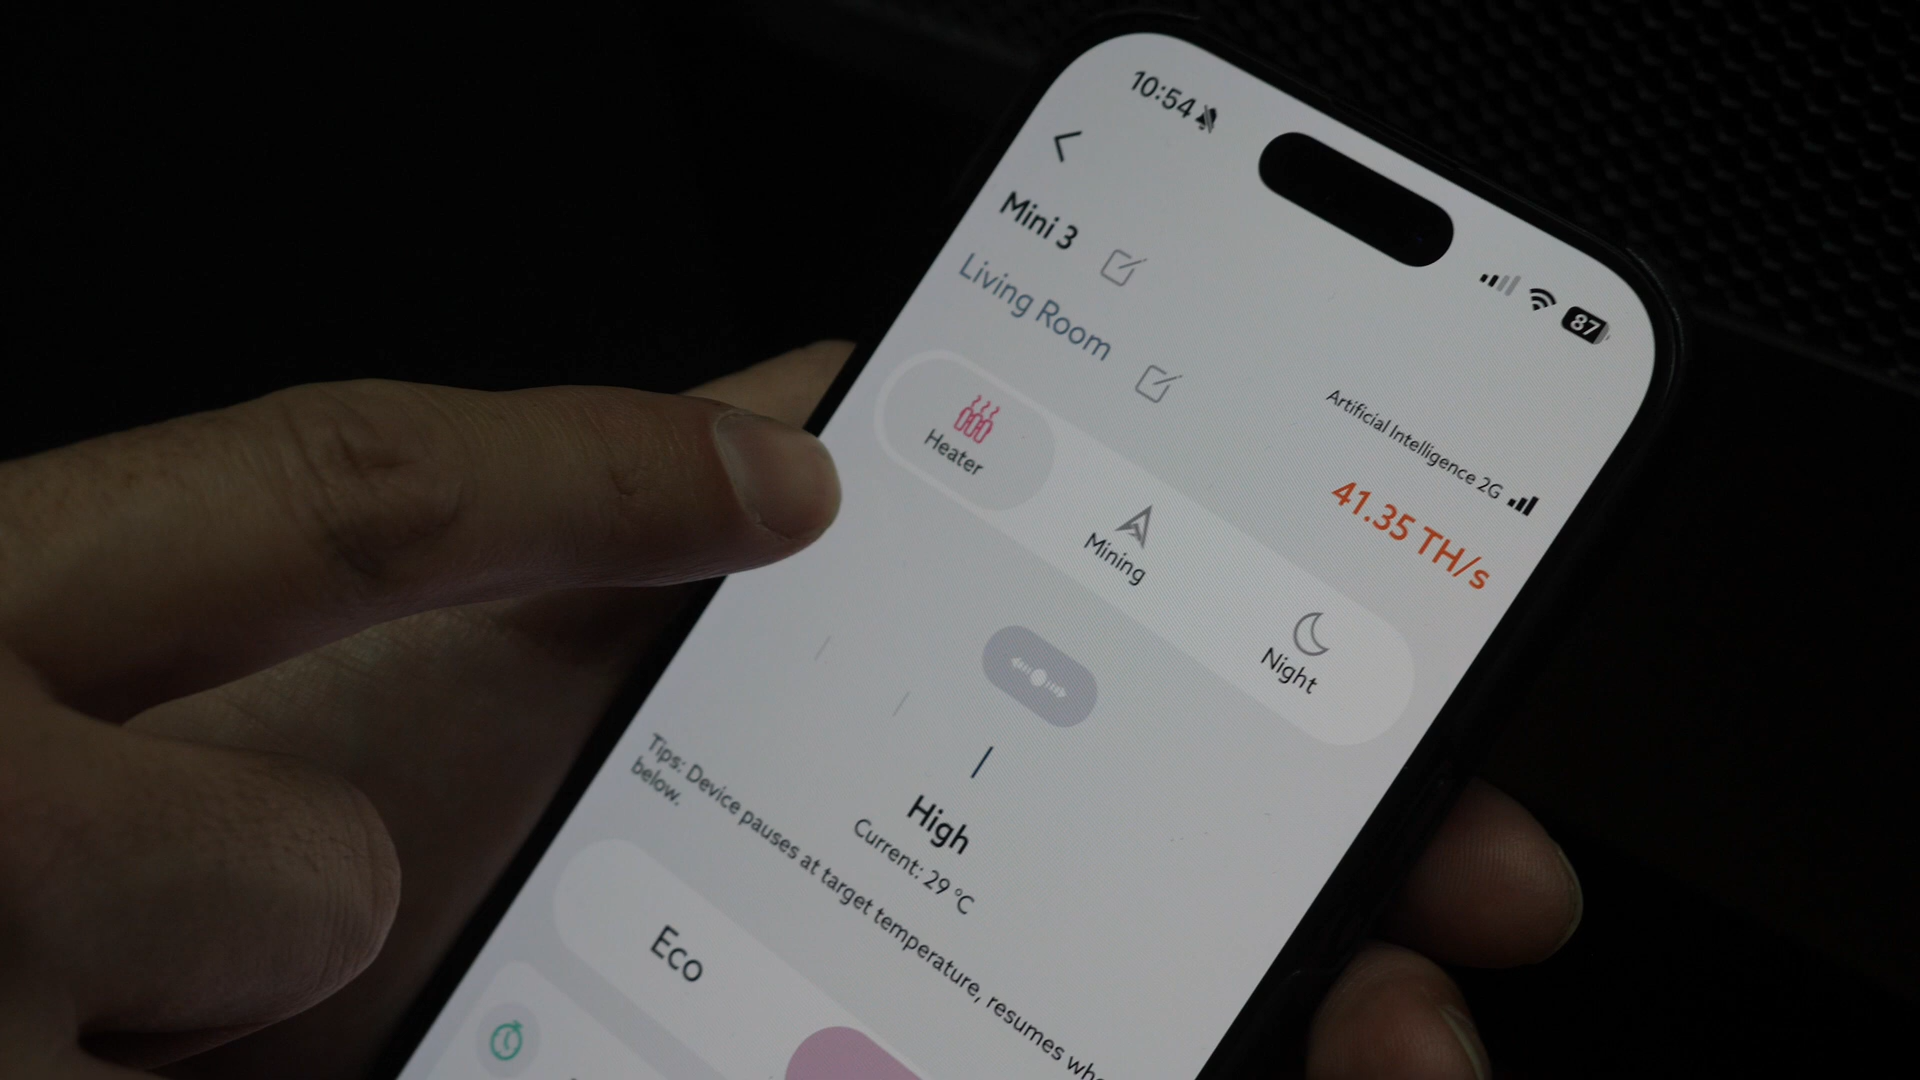 10:54
87
Mini 3
Living Room
Artificial Intelligence 2G
41.35 TH/s
Heater
Mining
Night
High
Current: 29 °C
Tips: Device pauses at target temperature, resumes
below.
Eco